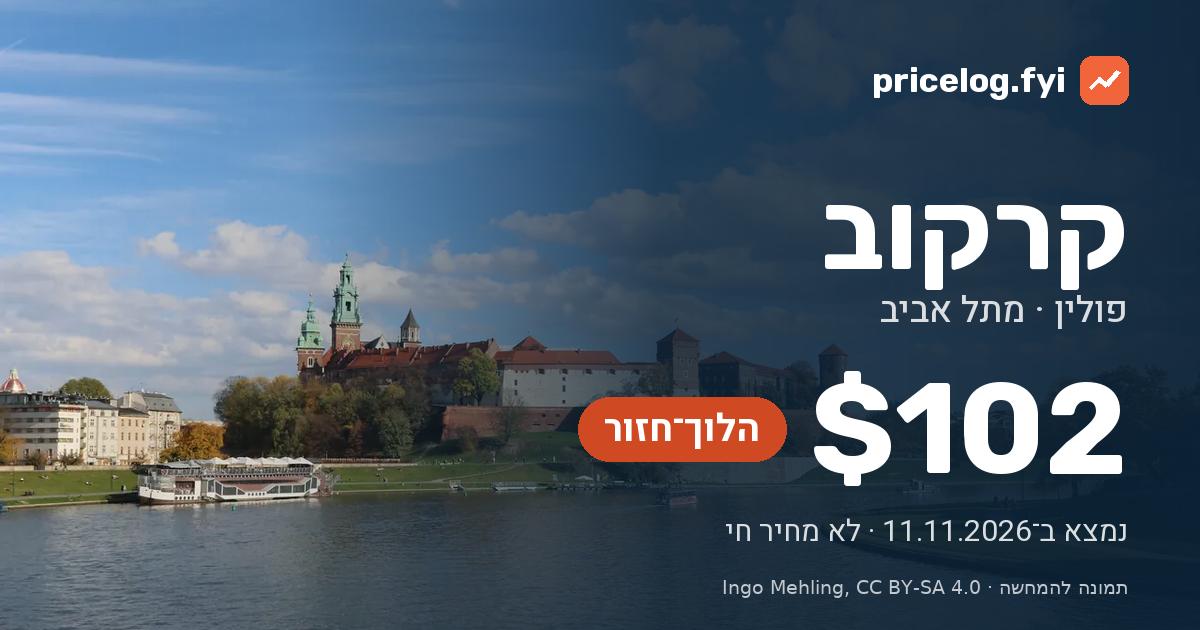 pricelog.fyi
קרקוב
פולין · מתל אביב
$102 הלוך־חזור
נמצא ב־11.11.2026 · לא מחיר חי
תמונה להמחשה · Ingo Mehling, CC BY-SA 4.0